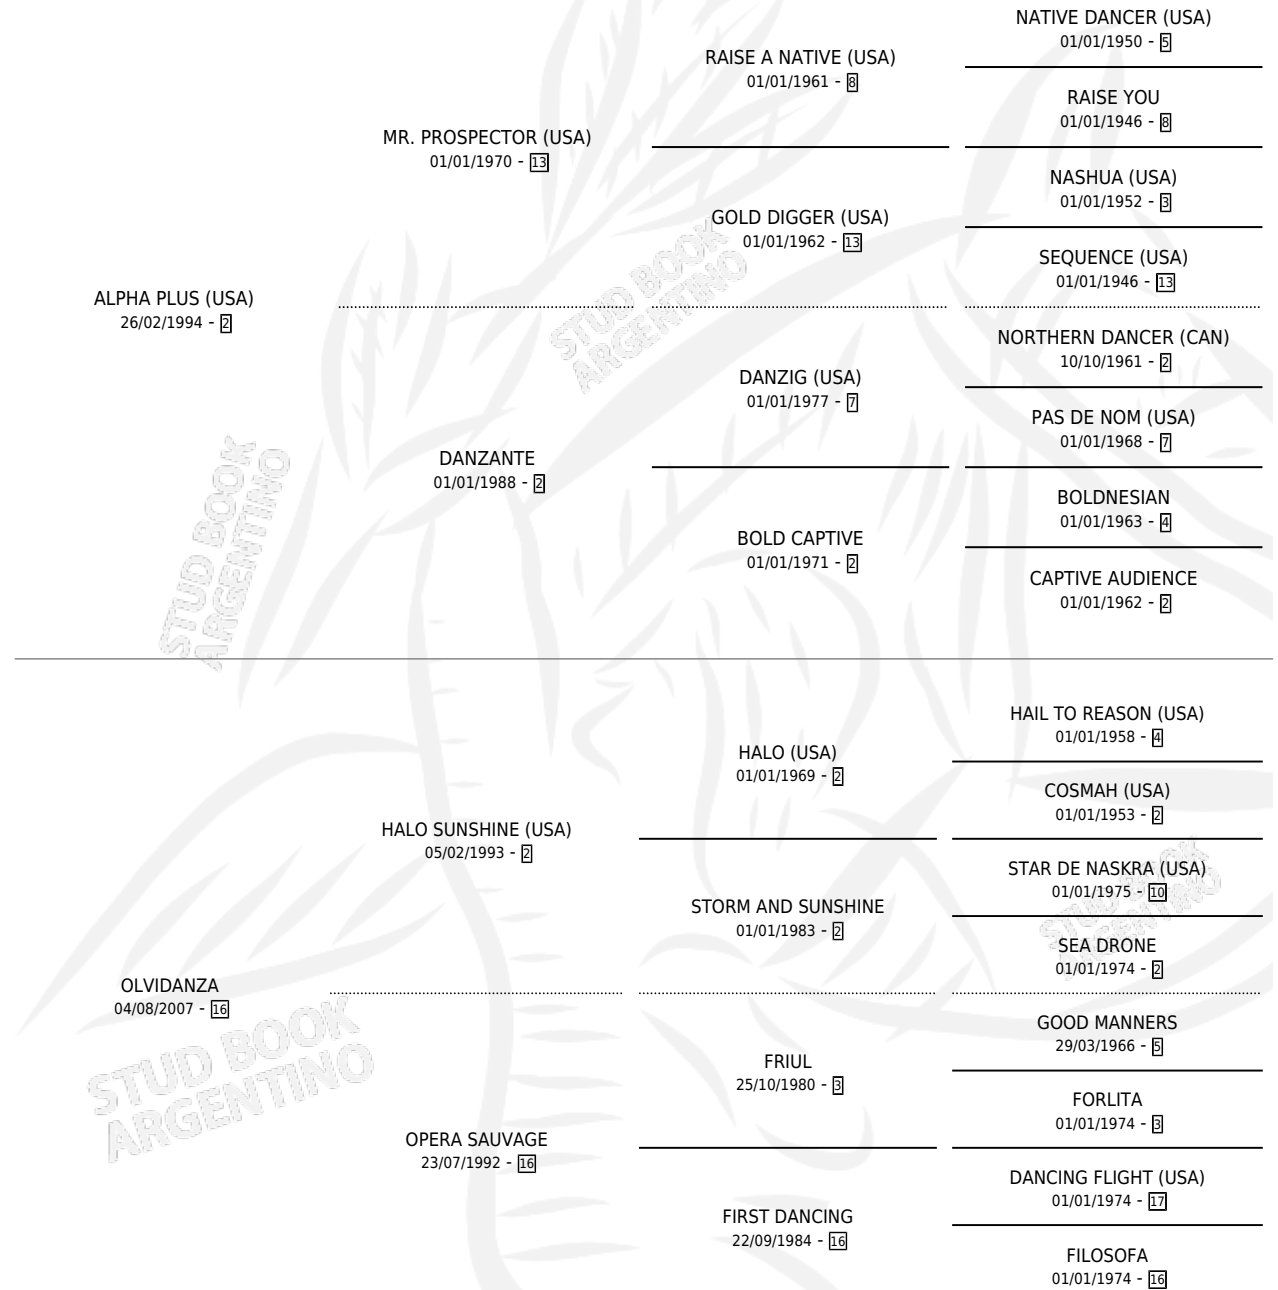 NATIVE DANCER (USA)
01/01/1950 - 5
RAISE A NATIVE (USA)
01/01/1961 - 8
RAISE YOU
01/01/1946 - 8
MR. PROSPECTOR (USA)
01/01/1970 - 13
NASHUA (USA)
01/01/1952 - 3
GOLD DIGGER (USA)
01/01/1962 - 13
SEQUENCE (USA)
01/01/1946 - 13
ALPHA PLUS (USA)
26/02/1994 - 2
STUD BOOK
ARGENTINO
NORTHERN DANCER (CAN)
10/10/1961 - 2
DANZIG (USA)
01/01/1977 - 7
PAS DE NOM (USA)
01/01/1968 - 7
DANZANTE
01/01/1988 - 2
BOLDNESIAN
01/01/1963 - 4
BOLD CAPTIVE
01/01/1971 - 2
CAPTIVE AUDIENCE
01/01/1962 - 2
STUD BOOK
ARGENTINO
HAIL TO REASON (USA)
01/01/1958 - 4
HALO (USA)
01/01/1969 - 2
COSMAH (USA)
01/01/1953 - 2
HALO SUNSHINE (USA)
05/02/1993 - 2
STAR DE NASKRA (USA)
01/01/1975 - 10
STORM AND SUNSHINE
01/01/1983 - 2
STUD BOOK
ARGENTINO
SEA DRONE
01/01/1974 - 2
OLVIDANZA
04/08/2007 - 16
STUD BOOK
ARGENTINO
GOOD MANNERS
29/03/1966 - 5
FRIUL
25/10/1980 - 3
FORLITA
01/01/1974 - 3
OPERA SAUVAGE
23/07/1992 - 16
DANCING FLIGHT (USA)
01/01/1974 - 17
FIRST DANCING
22/09/1984 - 16
FILOSOFA
01/01/1974 - 16